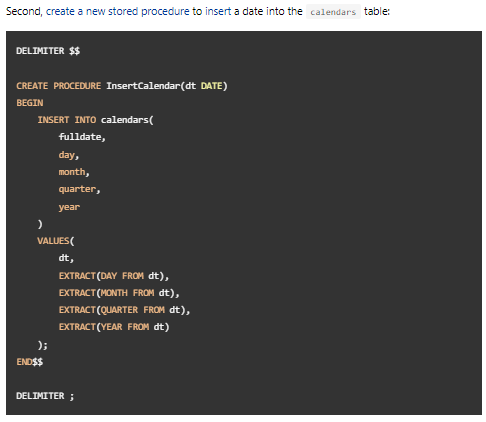 Second, create a new stored procedure to insert a date into the calendars table:
DELIMITER $$
CREATE PROCEDURE InsertCalendar(dt DATE)
BEGIN
    INSERT INTO calendars(
        fulldate,
        day,
        month,
        quarter,
        year
    )
    VALUES(
        dt,
        EXTRACT(DAY FROM dt),
        EXTRACT(MONTH FROM dt),
        EXTRACT(QUARTER FROM dt),
        EXTRACT(YEAR FROM dt)
    );
END$$
DELIMITER ;